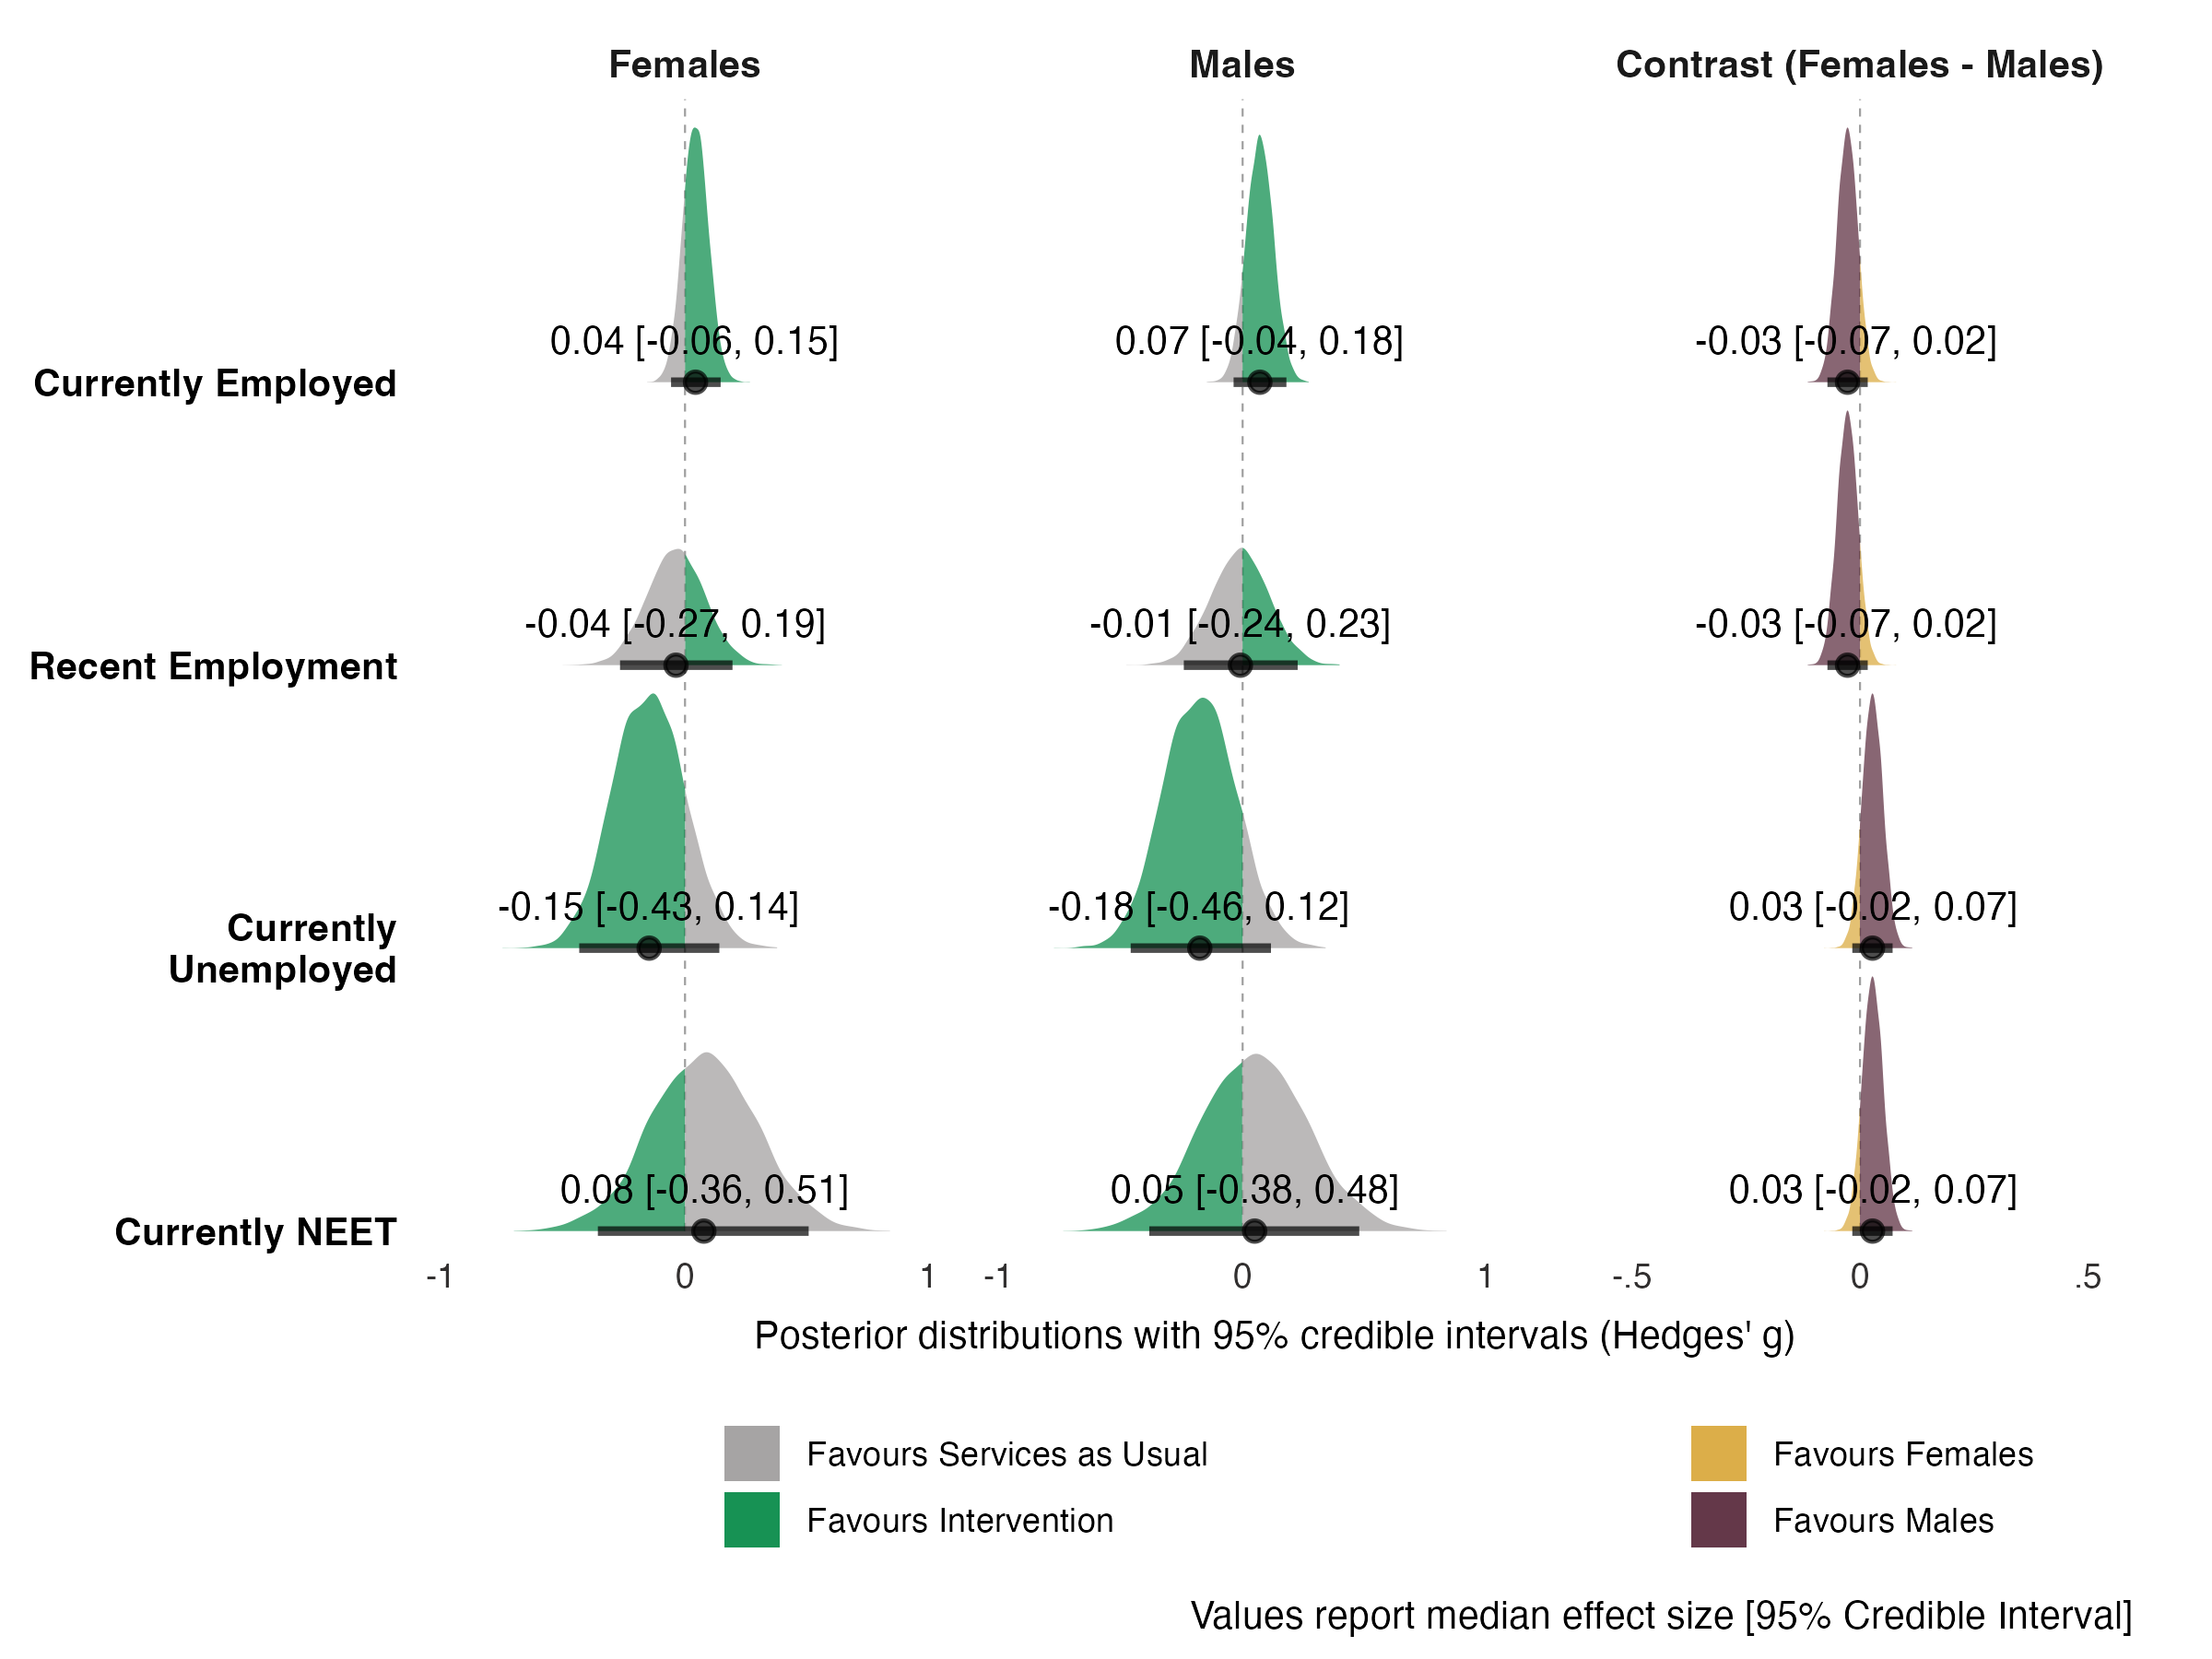 Females Males Contrast (Females - Males)
0.04 [-0.06, 0.15] 0.07 [-0.04, 0.18] -0.03 [-0.07, 0.02]
Currently Employed
-0.04 [-0.27, 0.19] -0.01 [-0.24, 0.23] -0.03 [-0.07, 0.02]
Recent Employment
-0.15 [-0.43, 0.14] -0.18 [-0.46, 0.12] 0.03 [-0.02, 0.07]
Currently
Unemployed
0.08 [-0.36, 0.51] 0.05 [-0.38, 0.48] 0.03 [-0.02, 0.07]
Currently NEET
-1 0 1 -1 0 1 -.5 0 .5
Posterior distributions with 95% credible intervals (Hedges' g)
Favours Services as Usual Favours Females
Favours Intervention Favours Males
Values report median effect size [95% Credible Interval]